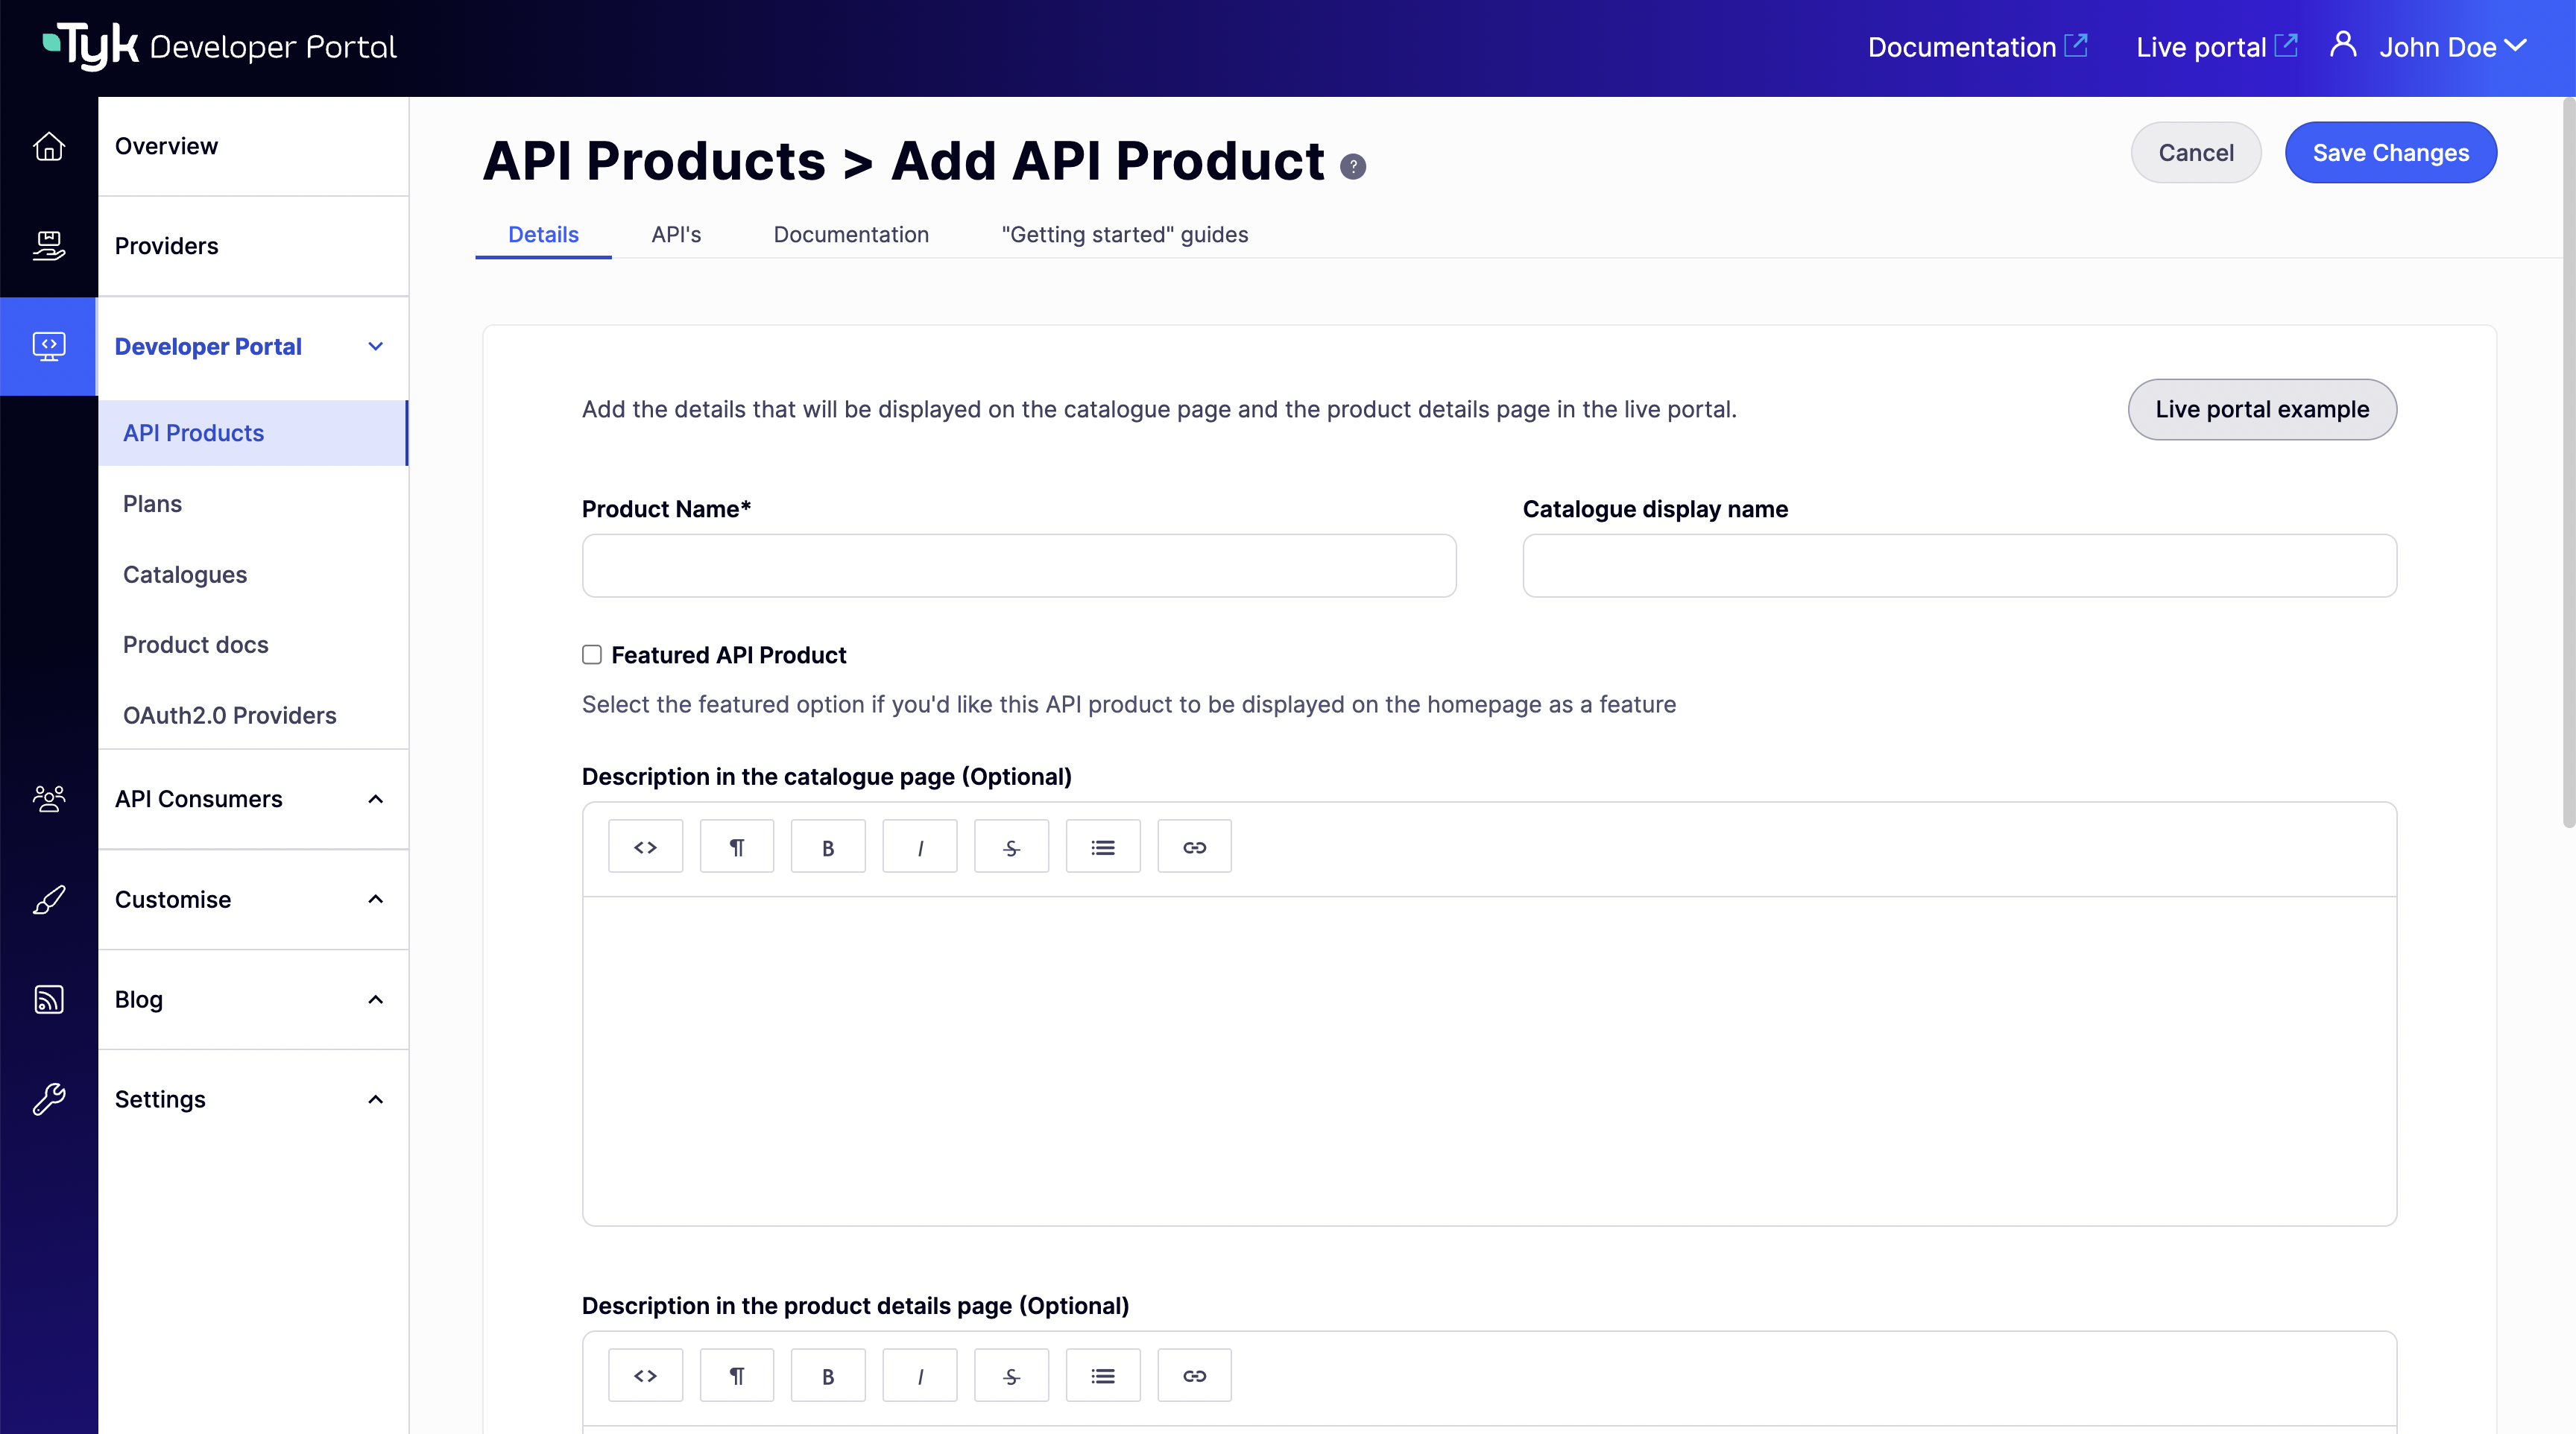 Tyk Developer Portal
Documentation
Live portal
John Doe
Overview
Providers
Developer Portal
API Products
Plans
Catalogues
Product docs
OAuth2.0 Providers
API Consumers
Customise
Blog
Settings
API Products > Add API Product ?
Cancel
Save Changes
Details
API's
Documentation
"Getting started" guides
Add the details that will be displayed on the catalogue page and the product details page in the live portal.
Live portal example
Product Name*
Catalogue display name
Featured API Product
Select the featured option if you'd like this API product to be displayed on the homepage as a feature
Description in the catalogue page (Optional)
<> ¶ B I S
Description in the product details page (Optional)
<> ¶ B I S